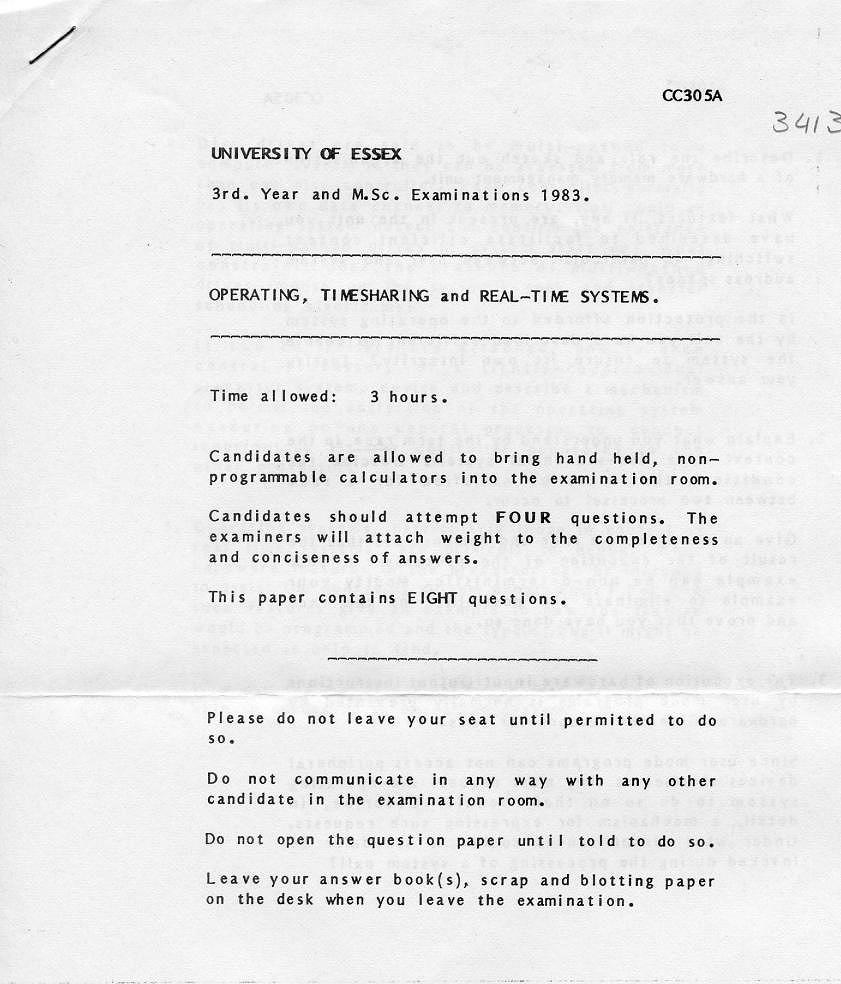 CC305A
3413
UNIVERSITY OF ESSEX
3rd. Year and M.Sc. Examinations 1983.
OPERATING, TIMESHARING and REAL-TIME SYSTEMS.
Time allowed: 3 hours.
Candidates are allowed to bring hand held, non-
programmable calculators into the examination room.
Candidates should attempt FOUR questions. The
examiners will attach weight to the completeness
and conciseness of answers.
This paper contains EIGHT questions.
Please do not leave your seat until permitted to do
so.
Do not communicate in any way with any other
candidate in the examination room.
Do not open the question paper until told to do so.
Leave your answer book(s), scrap and blotting paper
on the desk when you leave the examination.